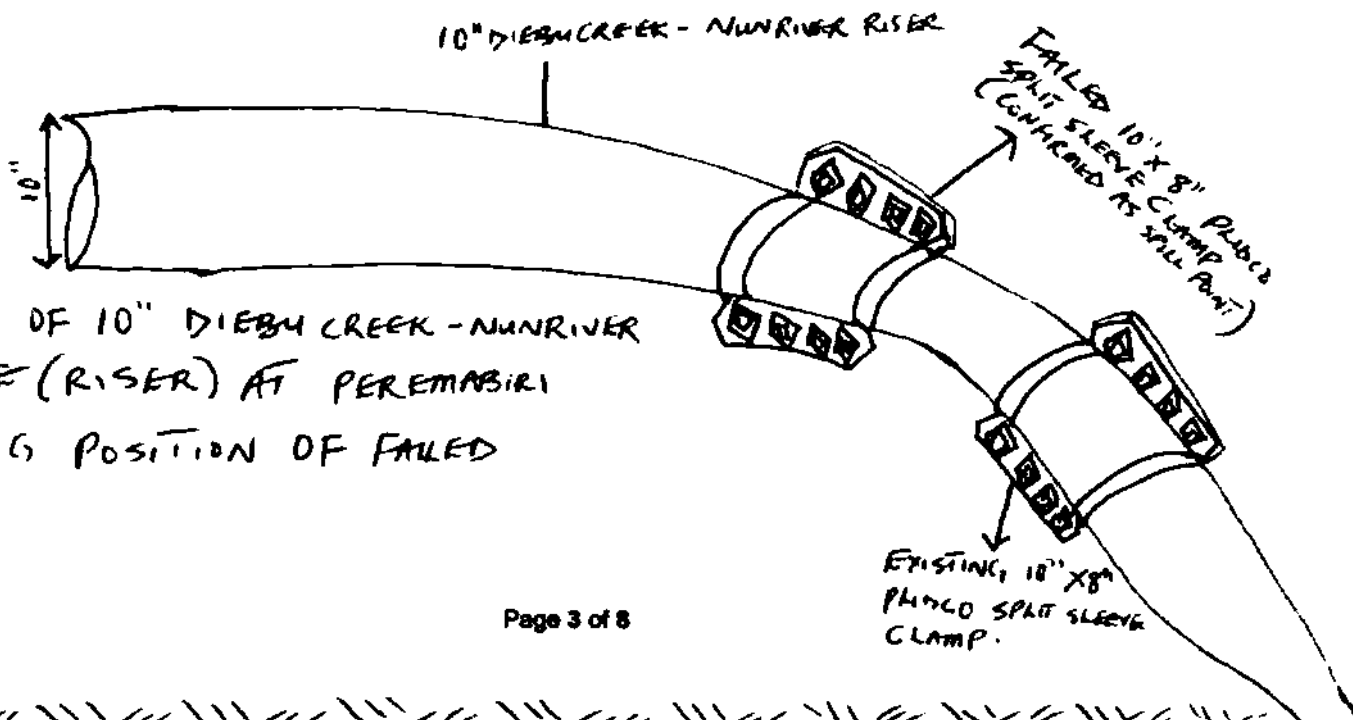 10" DIEBU CREEK - NUNRIVER RISER
FAILED 10" X 8" PLIDCO
SPLIT SLEEVE CLAMP
(CONFIRMED AS SPILL POINT)
10"
OF 10" DIEBU CREEK - NUNRIVER
(RISER) AT PEREMABIRI
G POSITION OF FAILED
EXISTING 10" X 8"
PLIDCO SPLIT SLEEVE
CLAMP.
Page 3 of 8